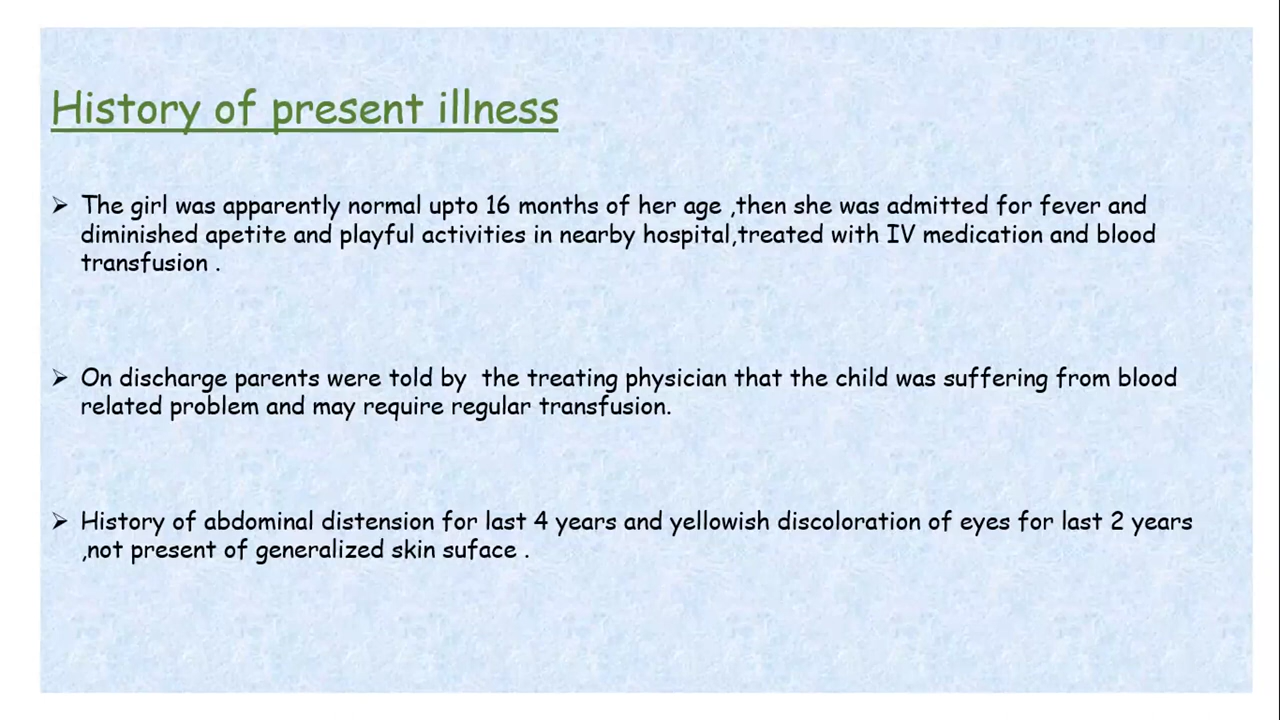 History of present illness
The girl was apparently normal upto 16 months of her age ,then she was admitted for fever and
diminished apetite and playful activities in nearby hospital,treated with IV medication and blood
transfusion .
On discharge parents were told by  the treating physician that the child was suffering from blood
related problem and may require regular transfusion.
History of abdominal distension for last 4 years and yellowish discoloration of eyes for last 2 years
,not present of generalized skin suface .